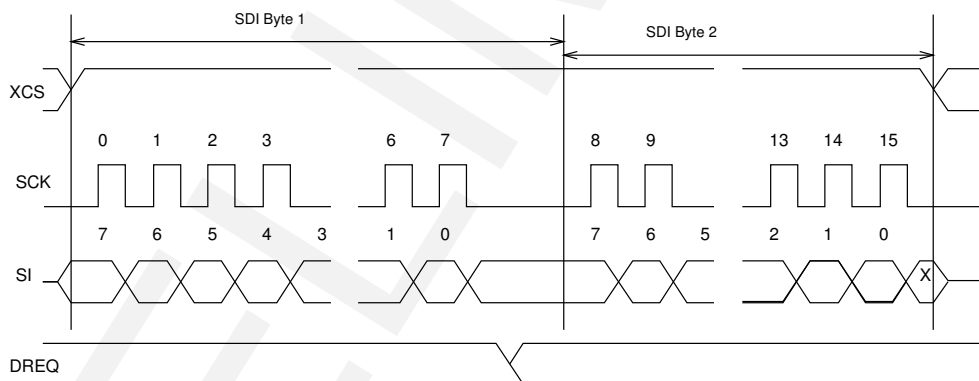 SDI Byte 1
SDI Byte 2
XCS
0 1 2 3 6 7 8 9 13 14 15
SCK
7 6 5 4 3 1 0 7 6 5 2 1 0
SI X
DREQ